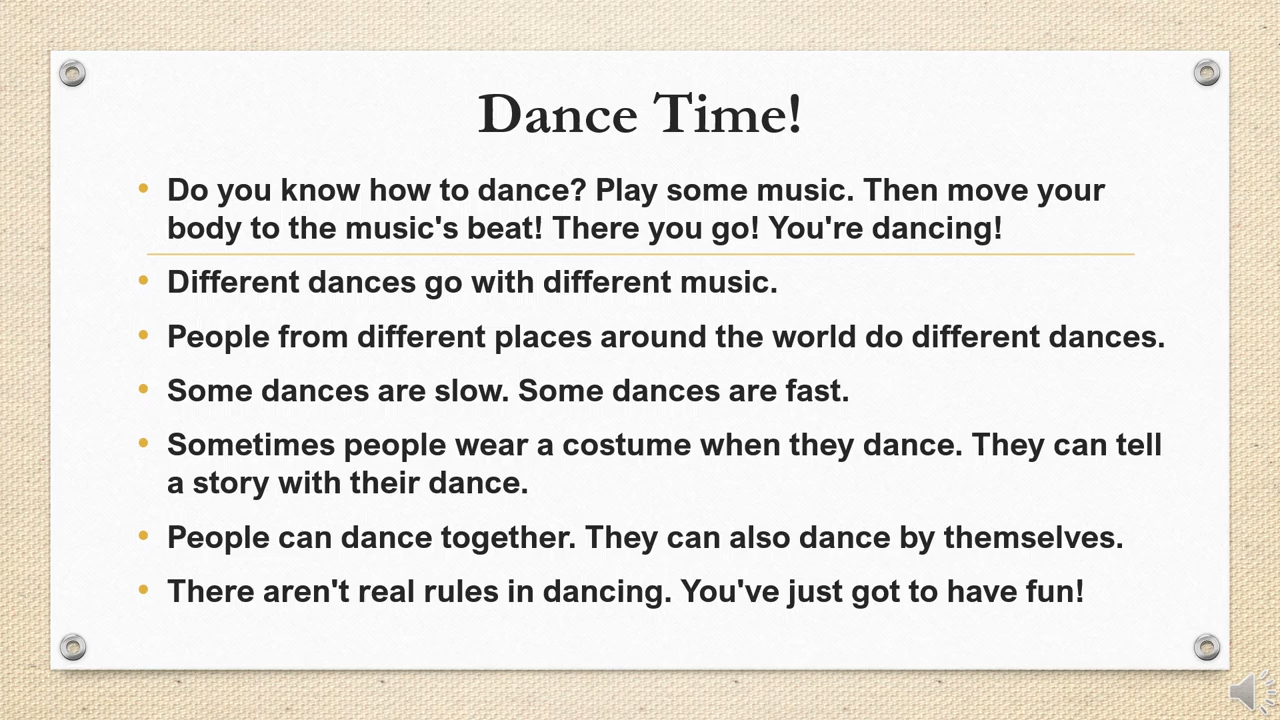 Dance Time!
• Do you know how to dance? Play some music. Then move your
body to the music's beat! There you go! You're dancing!
• Different dances go with different music.
• People from different places around the world do different dances.
• Some dances are slow. Some dances are fast.
• Sometimes people wear a costume when they dance. They can tell
a story with their dance.
• People can dance together. They can also dance by themselves.
• There aren't real rules in dancing. You've just got to have fun!